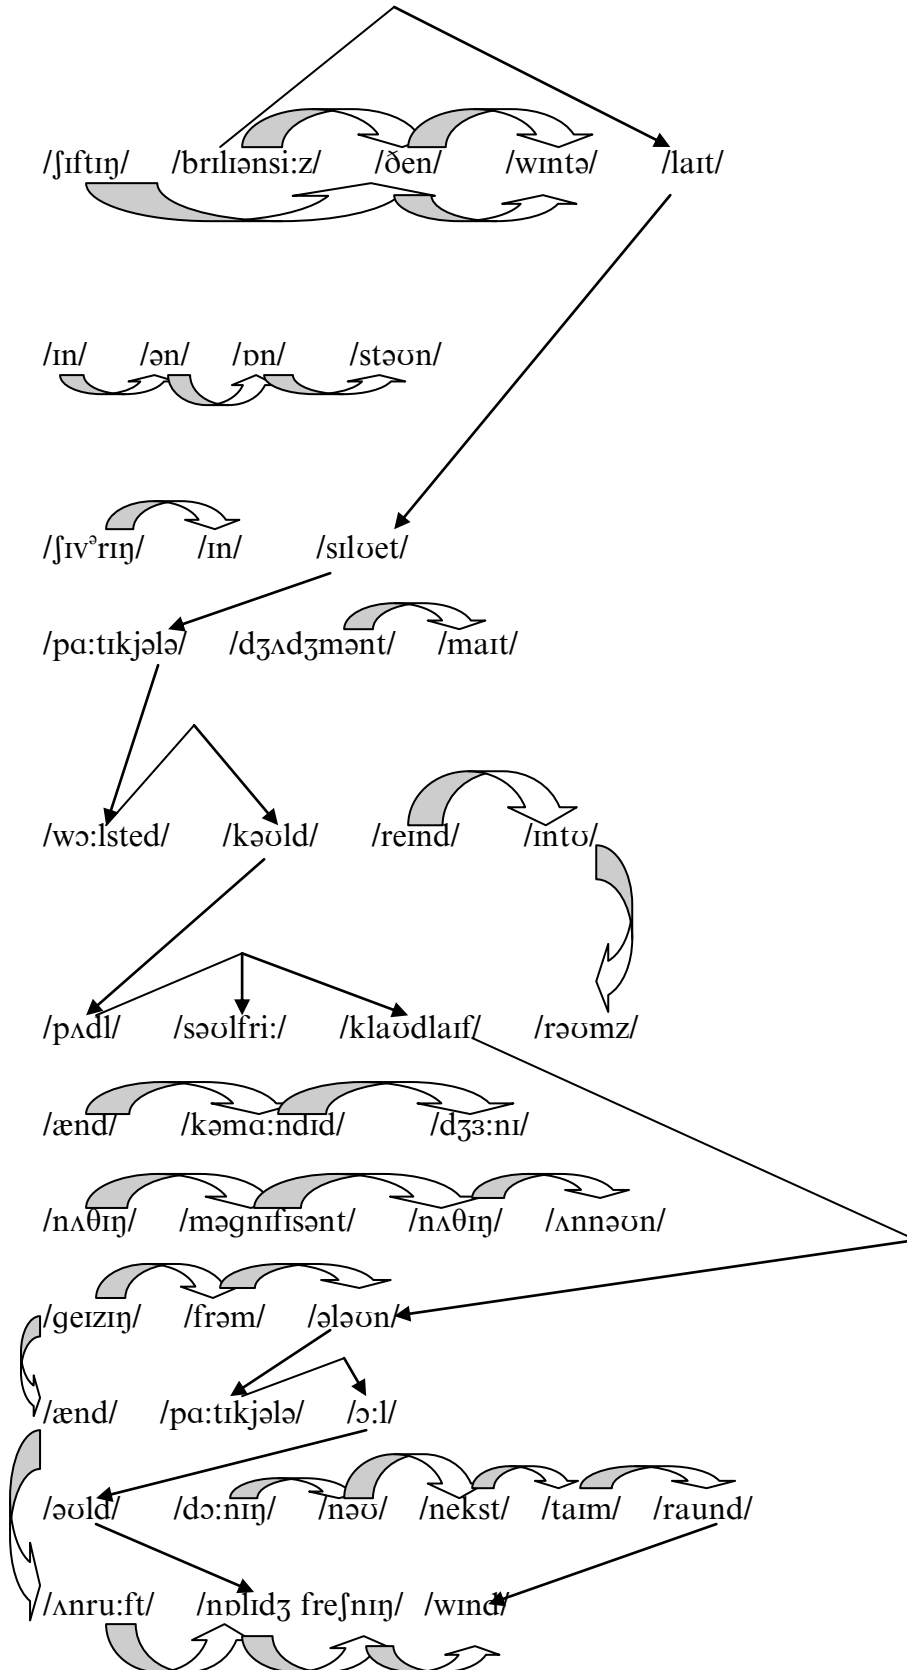 /ʃɪftɪŋ/ /brɪlɪənsi:z/ /ðen/ /wɪntə/ /laɪt/
/ɪn/ /ən/ /ɒn/ /stəʊn/
/ʃɪvᵊrɪŋ/ /ɪn/ /sɪlʊet/
/pɑ:tɪkjələ/ /dʒʌdʒmənt/ /maɪt/
/wɔ:lsted/ /kəʊld/ /reɪnd/ /ɪntʊ/
/pʌdl/ /səʊlfri:/ /klaʊdlaɪf/ /rəʊmz/
/ænd/ /kəmɑ:ndɪd/ /dʒɜ:nɪ/
/nʌθɪŋ/ /məgnɪfɪsənt/ /nʌθɪŋ/ /ʌnnəʊn/
/geɪzɪŋ/ /frəm/ /ələʊn/
/ænd/ /pɑ:tɪkjələ/ /ɔ:l/
/əʊld/ /dɔ:nɪŋ/ /nəʊ/ /nekst/ /taɪm/ /raund/
/ʌnru:ft/ /nɒlɪdʒ freʃnɪŋ/ /wɪnd/